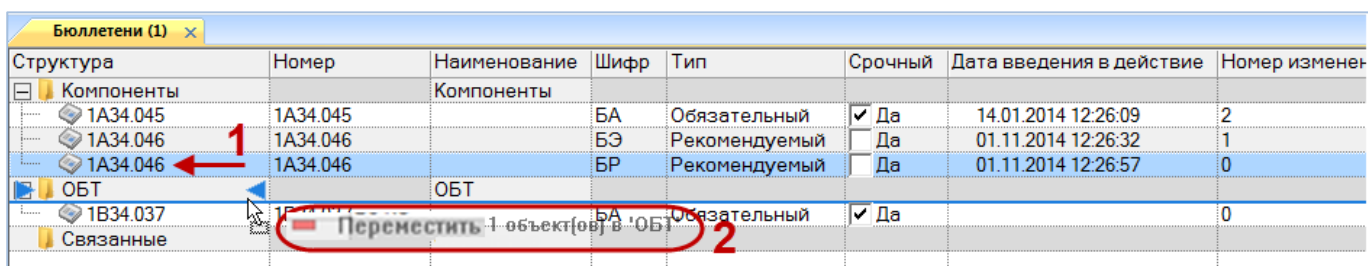 Бюллетени (1)
Структура Номер Наименование Шифр Тип Срочный Дата введения в действие Номер изменен
Компоненты Компоненты
1А34.045 1А34.045 БА Обязательный Да 14.01.2014 12:26:09 2
1А34.046 1А34.046 БЭ Рекомендуемый Да 01.11.2014 12:26:32 1
1
1А34.046 1А34.046 БР Рекомендуемый Да 01.11.2014 12:26:57 0
ОБТ ОБТ
1В34.037 БА Обязательный Да 0
Переместить 1 объект(ов) в 'ОБТ'
2
Связанные